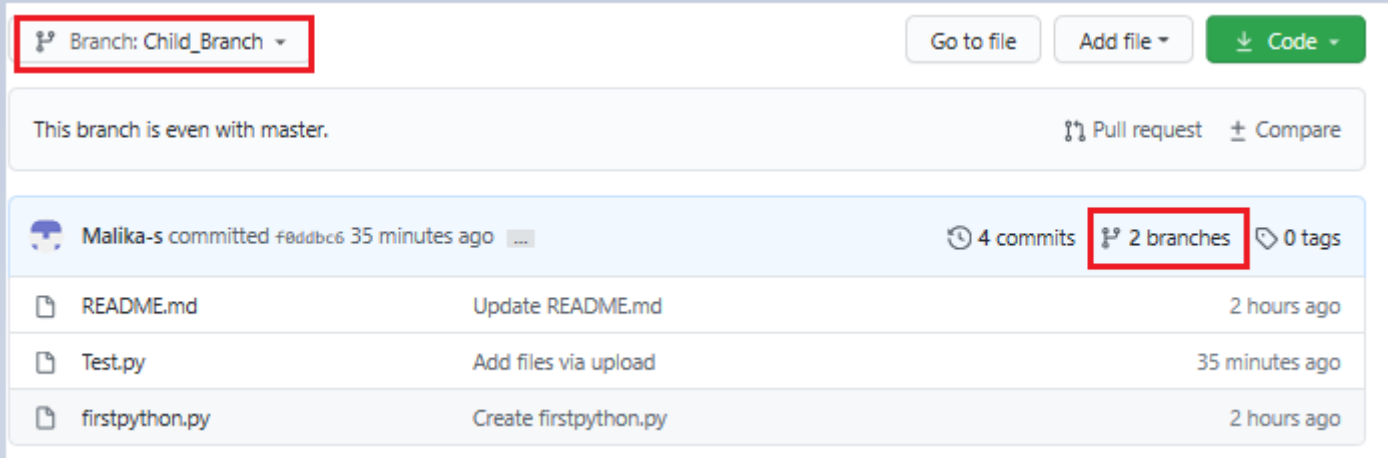 Branch: Child_Branch Go to file Add file Code
This branch is even with master. Pull request Compare
Malika-s committed f0ddbc6 35 minutes ago ... 4 commits 2 branches 0 tags
README.md Update README.md 2 hours ago
Test.py Add files via upload 35 minutes ago
firstpython.py Create firstpython.py 2 hours ago